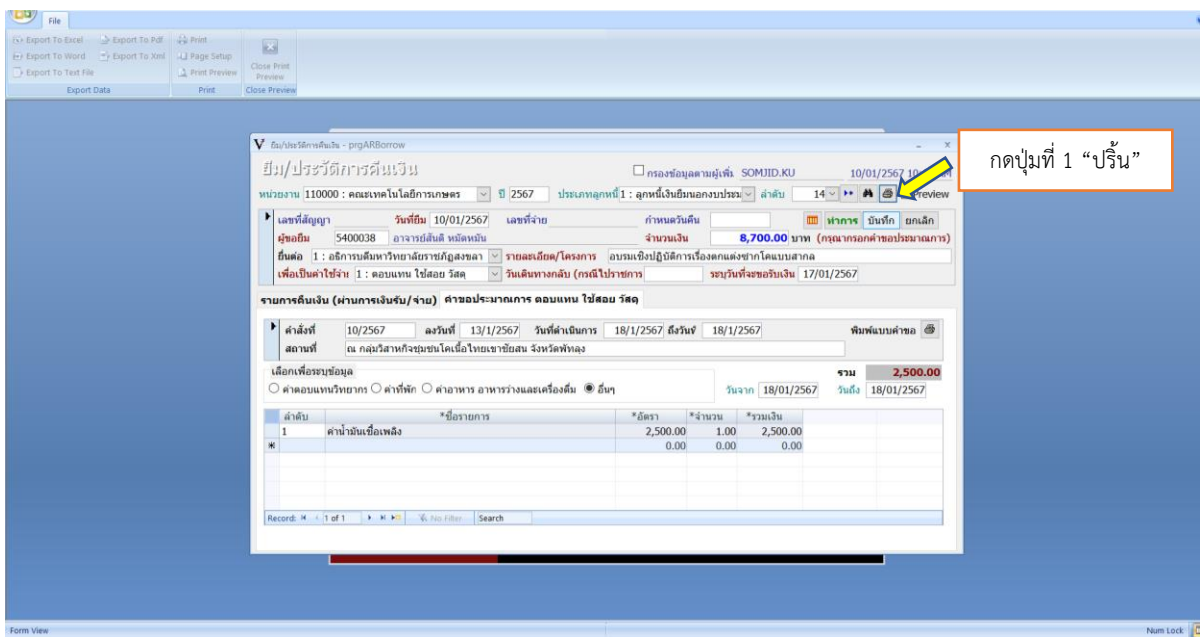 File
Export To Excel Export To Pdf Print
Export To Word Export To Xml Page Setup
Export To Text File Print Preview
Close Print Preview
Export Data Print Close Preview
ยืม/ประวัติการคืนเงิน - prgARBorrow
ยืม/ประวัติการคืนเงิน
กรองข้อมูลตามผู้เพิ่ม SOMJID.KU 10/01/2567
กดปุ่มที่ 1 “ปริ้น”
หน่วยงาน 110000 : คณะเทคโนโลยีการเกษตร ปี 2567 ประเภทลูกหนี้ 1 : ลูกหนี้เงินยืมนอกงบประม ลำดับ 14 Preview
เลขที่สัญญา วันที่ยืม 10/01/2567 เลขที่จ่าย กำหนดวันคืน ทำการ บันทึก ยกเลิก
ผู้ขอยืม 5400038 อาจารย์สันติ หมัดหมัน จำนวนเงิน 8,700.00 บาท (กรุณากรอกคำขอประมาณการ)
ยื่นต่อ 1 : อธิการบดีมหาวิทยาลัยราชภัฏสงขลา รายละเอียด/โครงการ อบรมเชิงปฏิบัติการเรื่องตกแต่งซากโคแบบสากล
เพื่อเป็นค่าใช้จ่าย 1 : ตอบแทน ใช้สอย วัสดุ วันเดินทางกลับ (กรณีไปราชการ ระบุวันที่จะขอรับเงิน 17/01/2567
รายการคืนเงิน (ผ่านการเงินรับ/จ่าย) คำขอประมาณการ ตอบแทน ใช้สอย วัสดุ
คำสั่งที่ 10/2567 ลงวันที่ 13/1/2567 วันที่ดำเนินการ 18/1/2567 ถึงวันที่ 18/1/2567 พิมพ์แบบคำขอ
สถานที่ ณ กลุ่มวิสาหกิจชุมชนโคเนื้อไทยเขาชัยสน จังหวัดพัทลุง
เลือกเพื่อระบุข้อมูล รวม 2,500.00
ค่าตอบแทนวิทยากร ค่าที่พัก ค่าอาหาร อาหารว่างและเครื่องดื่ม อื่นๆ วันจาก 18/01/2567 วันถึง 18/01/2567
ลำดับ *ชื่อรายการ *อัตรา *จำนวน *รวมเงิน
1 ค่าน้ำมันเชื้อเพลิง 2,500.00 1.00 2,500.00
0.00 0.00 0.00
Record: 1 of 1 No Filter Search
Form View Num Lock